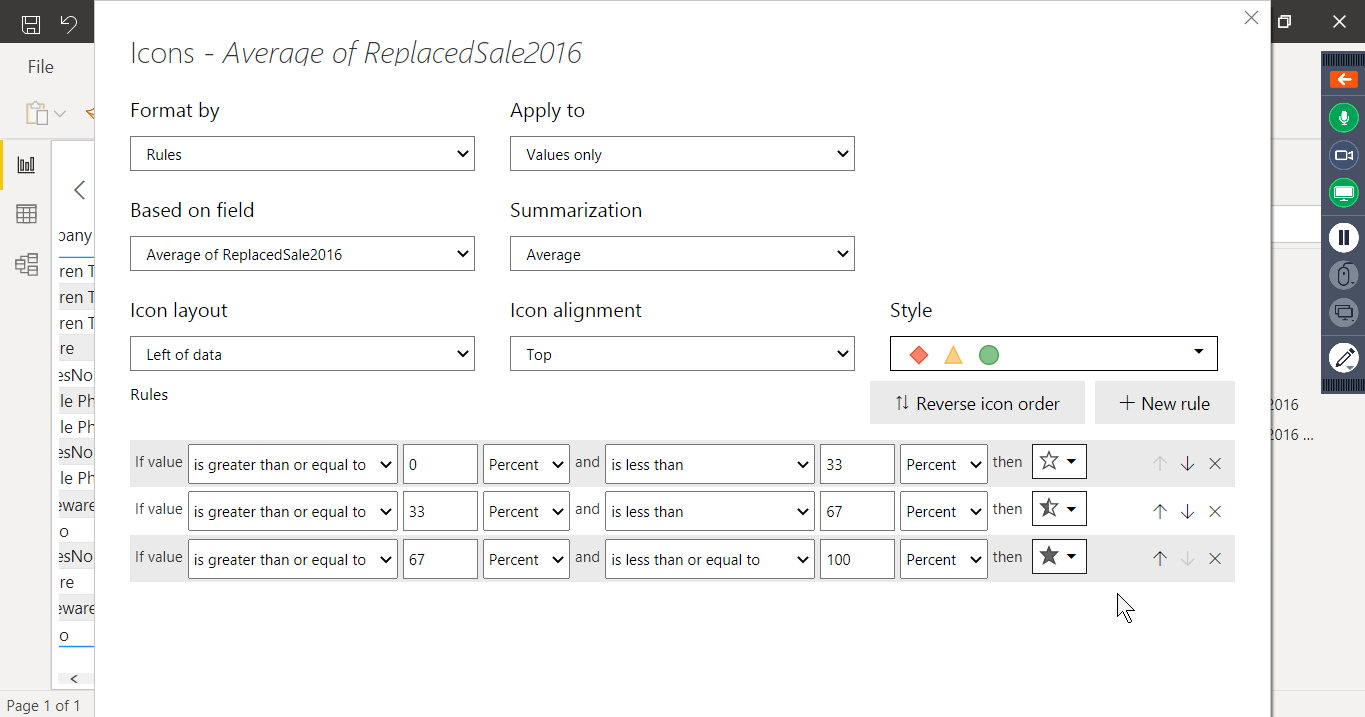 Icons - Average of ReplacedSale2016
File
Format by
Apply to
Rules
Values only
Based on field
Summarization
pany
Average of ReplacedSale2016
Average
ren T
ren T
Icon layout
Icon alignment
Style
ren T
re
Left of data
Top
esNo
Rules
Reverse icon order
New rule
le Ph
2016
le Ph
2016 ...
esNo
If value is greater than or equal to 0 Percent and is less than 33 Percent then
le Ph
eware
If value is greater than or equal to 33 Percent and is less than 67 Percent then
o
esNo
If value is greater than or equal to 67 Percent and is less than or equal to 100 Percent then
re
eware
o
Page 1 of 1